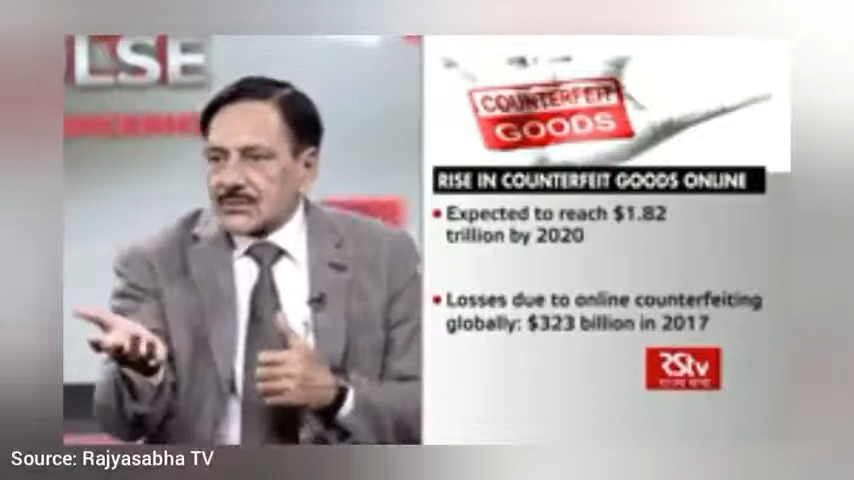 LSE
COUNTERFEIT
GOODS
RISE IN COUNTERFEIT GOODS ONLINE
• Expected to reach $1.82
trillion by 2020
• Losses due to online counterfeiting
globally: $323 billion in 2017
RStv
राज्य सभा
Source: Rajyasabha TV